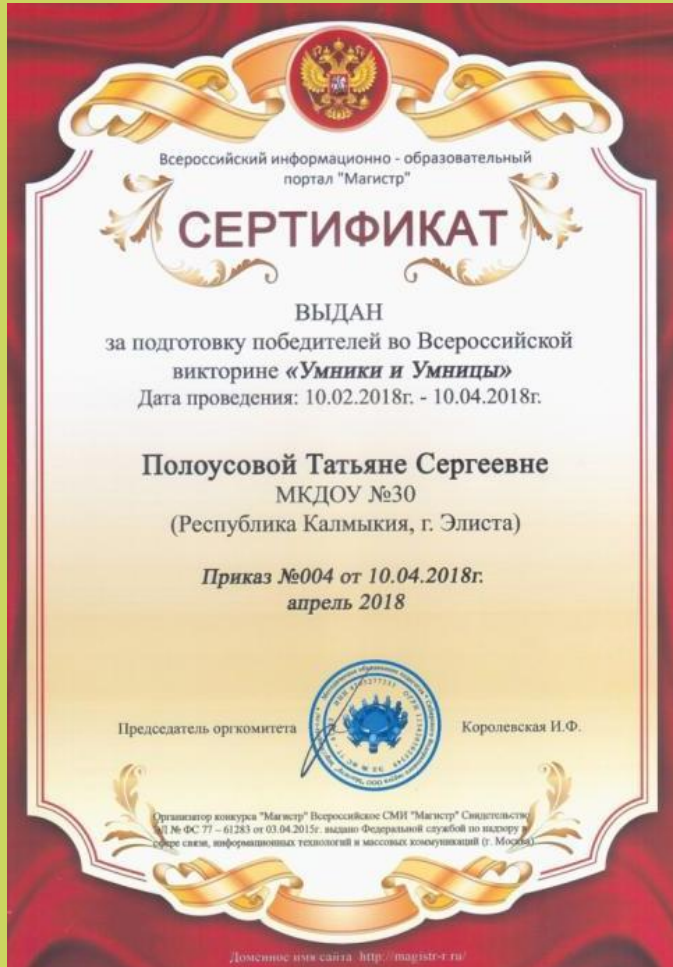 Всероссийский информационно - образовательный
портал "Магистр"
СЕРТИФИКАТ
ВЫДАН
за подготовку победителей во Всероссийской
викторине «Умники и Умницы»
Дата проведения: 10.02.2018г. - 10.04.2018г.
Полоусовой Татьяне Сергеевне
МКДОУ №30
(Республика Калмыкия, г. Элиста)
Приказ №004 от 10.04.2018г.
апрель 2018
Председатель оргкомитета
Королевская И.Ф.
Организатор конкурса "Магистр" Всероссийское СМИ "Магистр" Свидетельство
ЭЛ № ФС 77 – 61283 от 03.04.2015г. выдано Федеральной службой по надзору в
сфере связи, информационных технологий и массовых коммуникаций (г. Москва)
Доменное имя сайта http://magistr-r.ru/